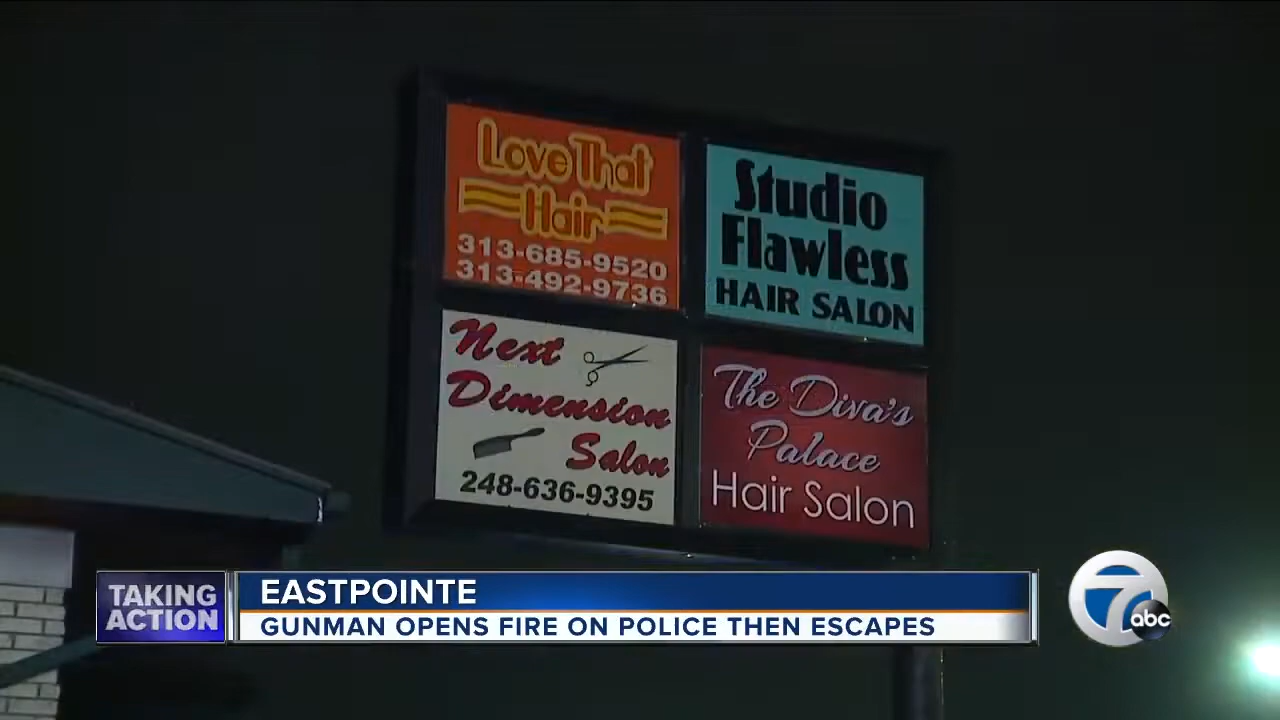 Love That
Hair
313-685-9520
313-492-9736
Studio
Flawless
HAIR SALON
Next
Dimension
Salon
248-636-9395
The Diva's
Palace
Hair Salon
TAKING
ACTION
EASTPOINTE
GUNMAN OPENS FIRE ON POLICE THEN ESCAPES
7
abc